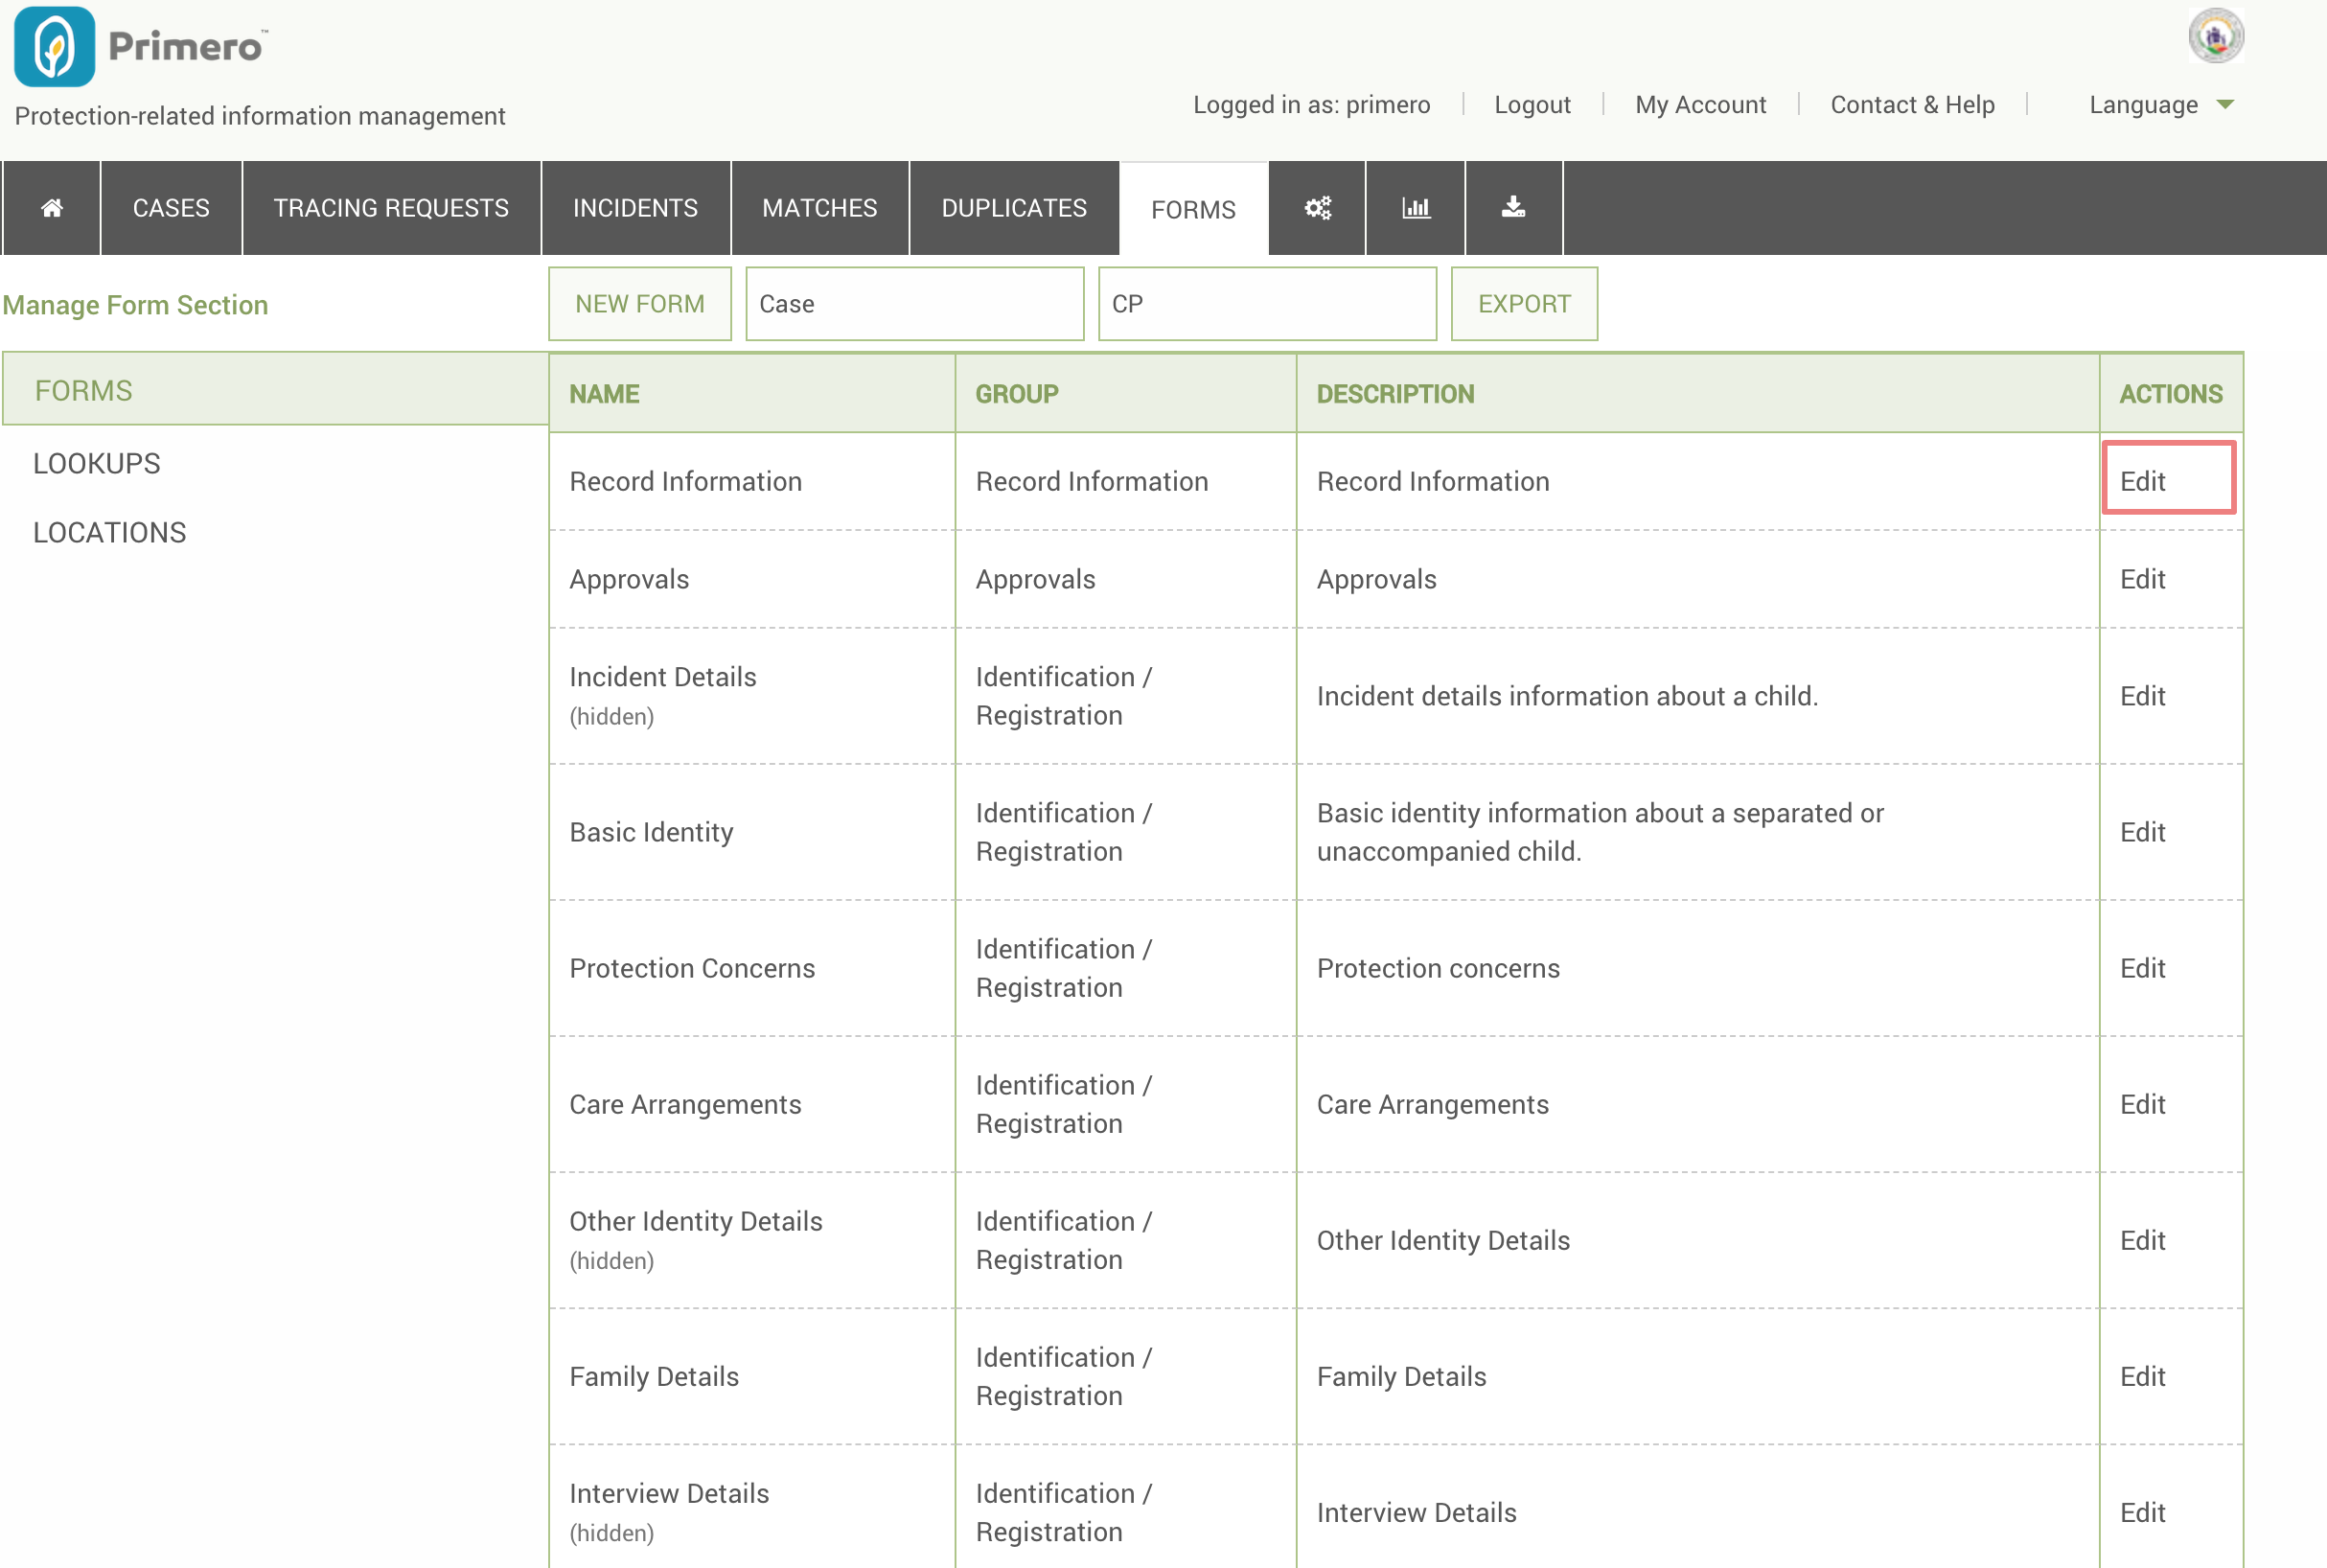 Primero™
Protection-related information management
Logged in as: primero Logout My Account Contact & Help Language
CASES TRACING REQUESTS INCIDENTS MATCHES DUPLICATES FORMS
Manage Form Section NEW FORM Case CP EXPORT
FORMS
LOOKUPS
LOCATIONS
NAME GROUP DESCRIPTION ACTIONS
Record Information Record Information Record Information Edit
Approvals Approvals Approvals Edit
Incident Details
(hidden)
Identification /
Registration
Incident details information about a child.
Edit
Basic Identity
Identification /
Registration
Basic identity information about a separated or
unaccompanied child.
Edit
Protection Concerns
Identification /
Registration
Protection concerns
Edit
Care Arrangements
Identification /
Registration
Care Arrangements
Edit
Other Identity Details
(hidden)
Identification /
Registration
Other Identity Details
Edit
Family Details
Identification /
Registration
Family Details
Edit
Interview Details
(hidden)
Identification /
Registration
Interview Details
Edit